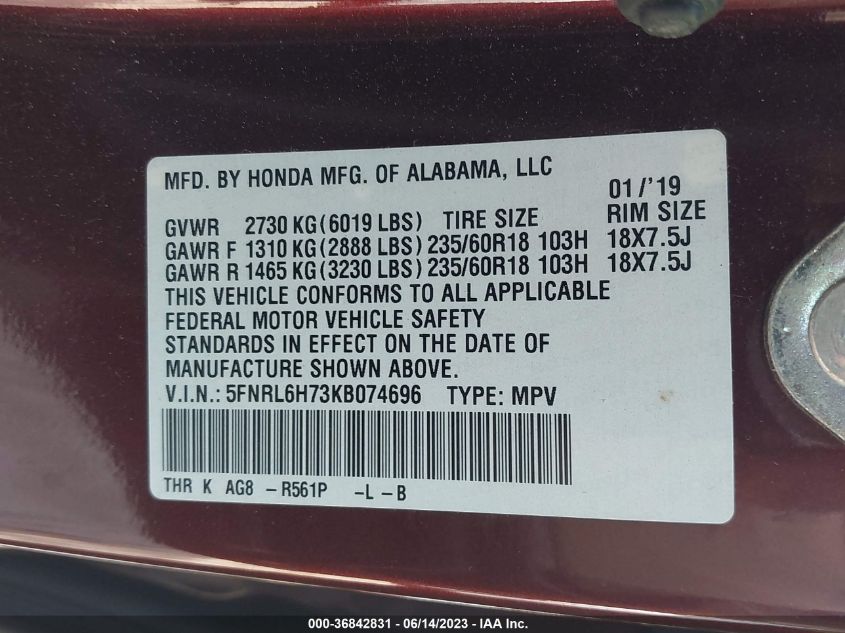 MFD. BY HONDA MFG. OF ALABAMA, LLC 01/'19
GVWR 2730 KG(6019 LBS) TIRE SIZE RIM SIZE
GAWR F 1310 KG(2888 LBS) 235/60R18 103H 18X7.5J
GAWR R 1465 KG(3230 LBS) 235/60R18 103H 18X7.5J
THIS VEHICLE CONFORMS TO ALL APPLICABLE
FEDERAL MOTOR VEHICLE SAFETY
STANDARDS IN EFFECT ON THE DATE OF
MANUFACTURE SHOWN ABOVE.
V.I.N.: 5FNRL6H73KB074696 TYPE: MPV
THR K AG8 -R561P -L -B
000-36842831 - 06/14/2023 - IAA Inc.